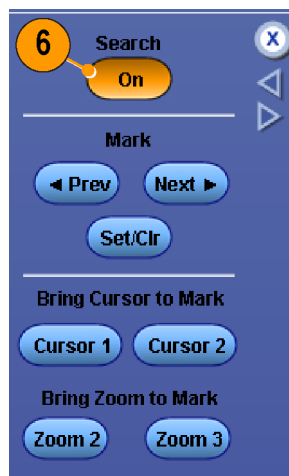 6 Search X
On
Mark
◄ Prev Next ►
Set/Clr
Bring Cursor to Mark
Cursor 1 Cursor 2
Bring Zoom to Mark
Zoom 2 Zoom 3